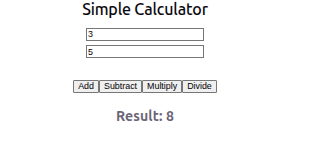 Simple Calculator
3
5
Add Subtract Multiply Divide
Result: 8